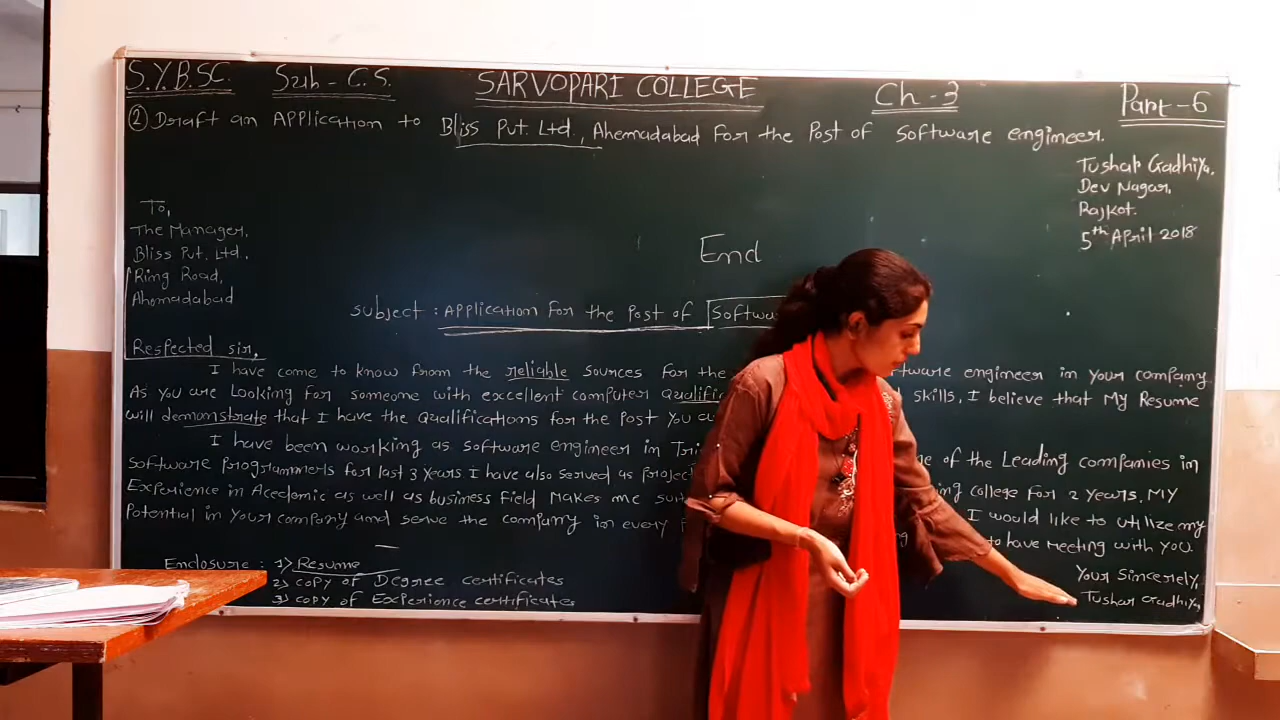 S.Y.B.SC. Sub - C.S. SARVOPARI COLLEGE Ch - 3 Part - 6
② Draft an Application to Bliss Pvt. Ltd., Ahemadabad For the Post of Software engineer.
Tushar Gadhiya,
Dev Nagar,
Rajkot.
5th April 2018
To,
The Manager,
Bliss Pvt. Ltd.,
Ring Road,
Ahemadabad
End
Subject : Application For the Post of Softwa
Respected sir,
I have come to know from the reliable sources for the ftware engineer in your company
As you are Looking for someone with excellent computer Qualific skills, I believe that My Resume
will demonstrate that I have the Qualifications for the Post you a
I have been working as software engineer in Tri e of the Leading companies in
software programmers for last 3 years I have also served as project ing college for 2 years. My
Experience in Acedemic as well as business field makes me suit I would like to utilize my
Potential in your company and serve the company in every to have meeting with you.
Enclosure : 1) Resume
2) copy of Degree certificates
3) copy of Experience certificates
Your Sincerely,
Tushar Gadhiya,